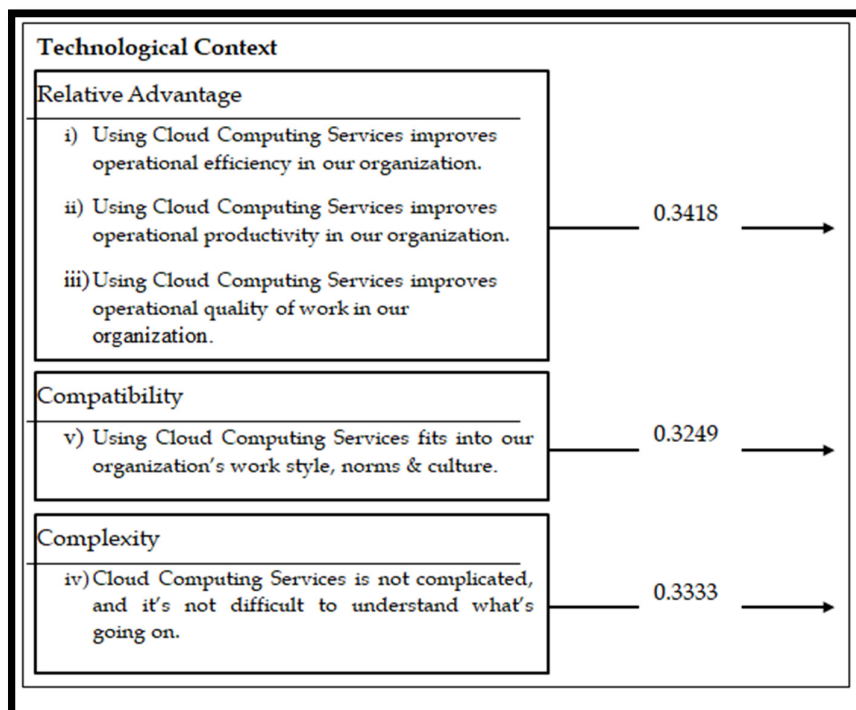 Technological Context
Relative Advantage
i) Using Cloud Computing Services improves
operational efficiency in our organization.
ii) Using Cloud Computing Services improves
operational productivity in our organization.
iii) Using Cloud Computing Services improves
operational quality of work in our
organization.
0.3418
Compatibility
v) Using Cloud Computing Services fits into our
organization's work style, norms & culture.
0.3249
Complexity
iv) Cloud Computing Services is not complicated,
and it's not difficult to understand what's
going on.
0.3333